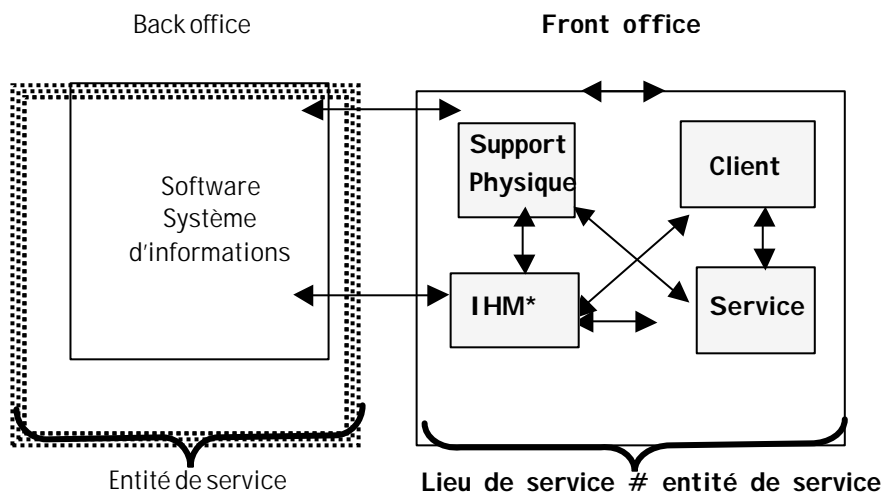 Back office
Front office
Support
Physique
Client
Software
Système
d'informations
IHM*
Service
Entité de service
Lieu de service # entité de service